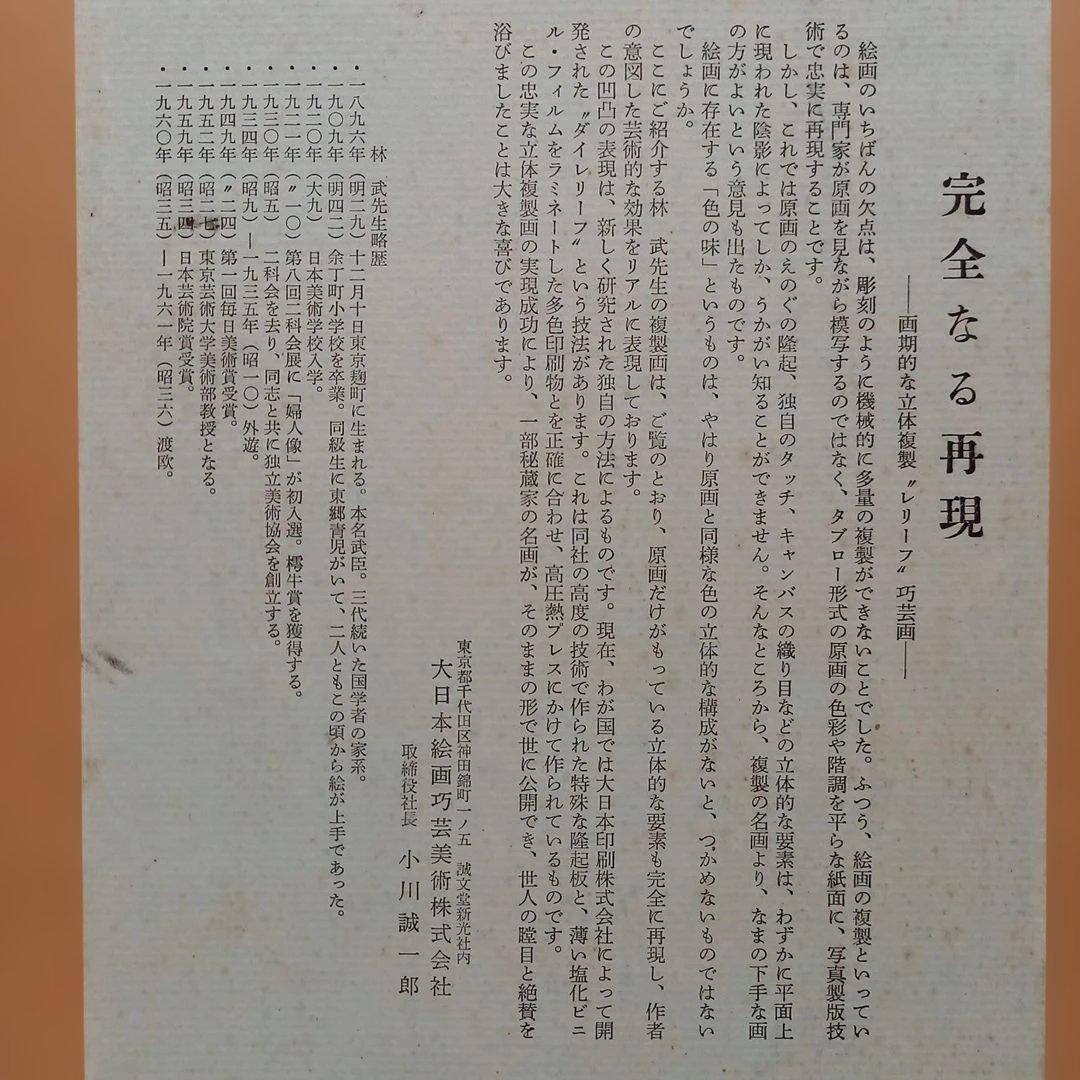 完全なる再現
――画期的な立体複製〝レリーフ〟巧芸画――
絵画のいちばんの欠点は、彫刻のように機械的に多量の複製ができないことでした。ふつう、絵画の複製といってい
るのは、専門家が原画を見ながら模写するのではなく、タブロー形式の原画の色彩や階調を平らな紙面に、写真製版技
術で忠実に再現することです。
しかし、これでは原画のえのぐの隆起、独自のタッチ、キャンバスの織り目などの立体的な要素は、わずかに平面上
に現われた陰影によってしか、うかがい知ることができません。そんなところから、複製の名画より、なまの下手な画
の方がよいという意見も出たものです。
絵画に存在する「色の味」というものは、やはり原画と同様な色の立体的な構成がないと、つかめないものではない
でしょうか。
ここにご紹介する林 武先生の複製画は、ご覧のとおり、原画だけがもっている立体的な要素も完全に再現し、作者
の意図した芸術的な効果をリアルに表現しております。
この凹凸の表現は、新しく研究された独自の方法によるものです。現在、わが国では大日本印刷株式会社によって開
発された〝ダイレリーフ〟という技法があります。これは同社の高度の技術で作られた特殊な隆起板と、薄い塩化ビニ
ル・フィルムをラミネートした多色印刷物とを正確に合わせ、高圧熱プレスにかけて作られているものです。
この忠実な立体複製画の実現成功により、一部秘蔵家の名画が、そのままの形で世に公開でき、世人の瞠目と絶賛を
浴びましたことは大きな喜びであります。
東京都千代田区神田錦町一ノ五 誠文堂新光社内
大日本絵画巧芸美術株式会社
取締役社長 小川誠一郎
林 武先生略歴
・一八九六年(明二九)十二月十日東京麹町に生まれる。本名武臣。三代続いた国学者の家系。
・一九〇九年(明四二)余丁町小学校を卒業。同級生に東郷青児がいて、二人ともこの頃から絵が上手であった。
・一九二〇年(大九) 日本美術学校入学。
・一九二一年(〃一〇)第八回二科会展に「婦人像」が初入選。樗牛賞を獲得する。
・一九三〇年(昭五) 二科会を去り、同志と共に独立美術協会を創立する。
・一九三四年(昭九)―一九三五年(昭一〇)外遊。
・一九四九年(〃二四)第一回毎日美術賞受賞。
・一九五二年(昭二七)東京芸術大学美術部教授となる。
・一九五九年(昭三四)日本芸術院賞受賞。
・一九六〇年(昭三五)―一九六一年(昭三六)渡欧。